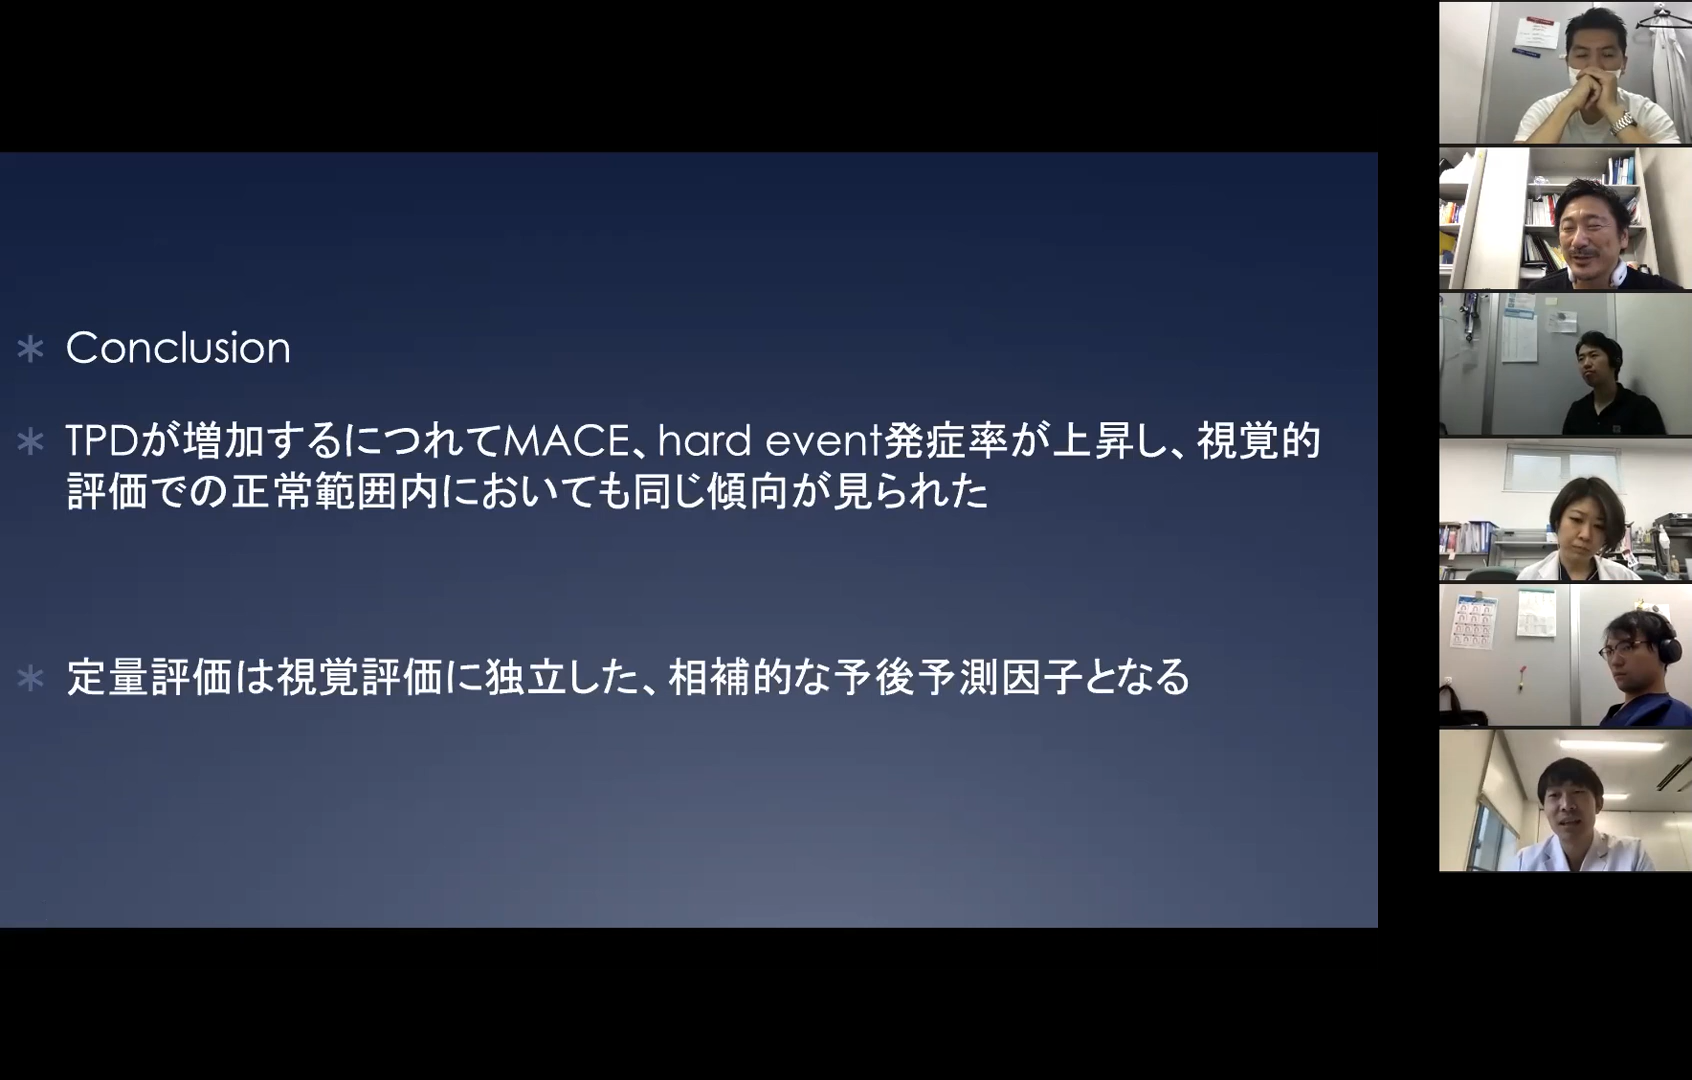 * Conclusion
* TPDが増加するにつれてMACE、hard event発症率が上昇し、視覚的
評価での正常範囲内においても同じ傾向が見られた
* 定量評価は視覚評価に独立した、相補的な予後予測因子となる